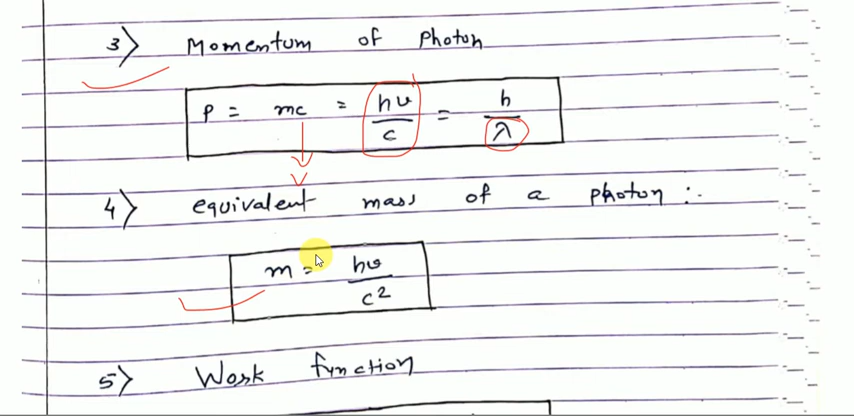 3) Momentum of Photon
P = mc = hυ/c = h/λ
4) equivalent mass of a photon :-
m = hυ/c²
5) Work function